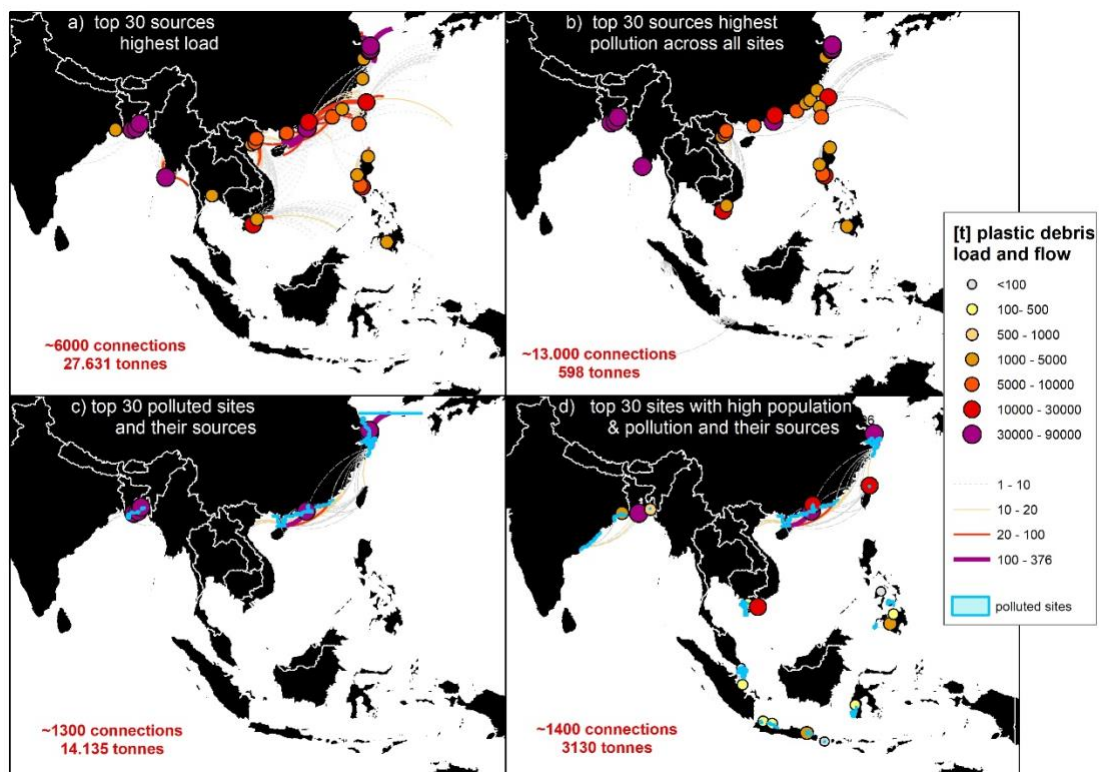 a) top 30 sources
highest load
~6000 connections
27.631 tonnes
b) top 30 sources highest
pollution across all sites
~13.000 connections
598 tonnes
c) top 30 polluted sites
and their sources
~1300 connections
14.135 tonnes
d) top 30 sites with high population
& pollution and their sources
~1400 connections
3130 tonnes
[t] plastic debris
load and flow
<100
100- 500
500 - 1000
1000 - 5000
5000 - 10000
10000 - 30000
30000 - 90000
1 - 10
10 - 20
20 - 100
100 - 376
polluted sites